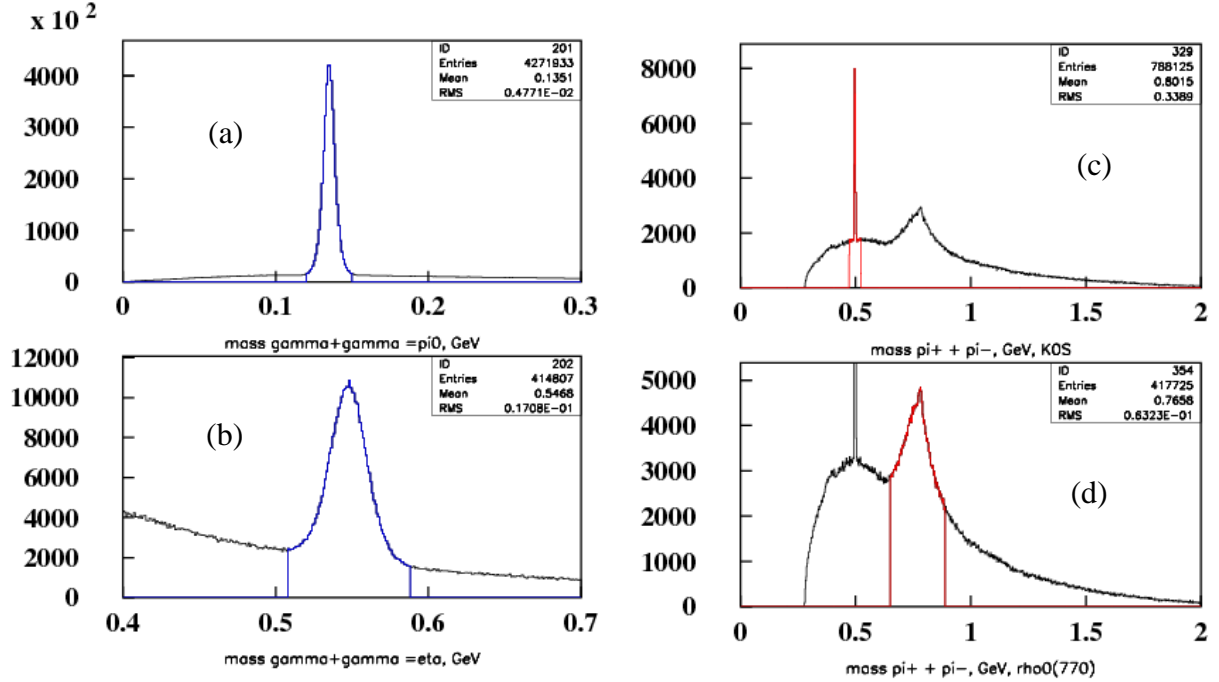 x 10 2
4000
3000
2000
1000
0
(a)
ID 201
Entries 4271933
Mean 0.1351
RMS 0.4771E-02
0 0.1 0.2 0.3
mass gamma+gamma =pi0, GeV
12000
10000
8000
6000
4000
2000
0
(b)
ID 202
Entries 414807
Mean 0.5468
RMS 0.1708E-01
0.4 0.5 0.6 0.7
mass gamma+gamma =eta, GeV
8000
6000
4000
2000
0
(c)
ID 329
Entries 788125
Mean 0.8015
RMS 0.3389
0 0.5 1 1.5 2
mass pi+ + pi-, GeV, K0S
5000
4000
3000
2000
1000
0
(d)
ID 354
Entries 417725
Mean 0.7658
RMS 0.6323E-01
0 0.5 1 1.5 2
mass pi+ + pi-, GeV, rho0(770)